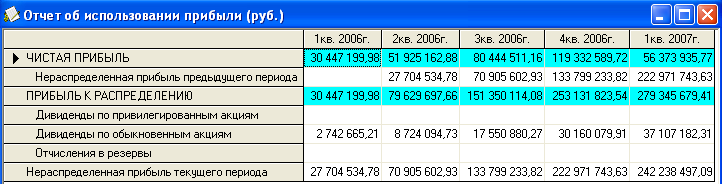 Отчет об использовании прибыли (руб.)
1кв. 2006г. 2кв. 2006г. 3кв. 2006г. 4кв. 2006г. 1кв. 2007г.
ЧИСТАЯ ПРИБЫЛЬ 30 447 199,98 51 925 162,88 80 444 511,16 119 332 589,72 56 373 935,77
Нераспределенная прибыль предыдущего периода 27 704 534,78 70 905 602,93 133 799 233,82 222 971 743,63
ПРИБЫЛЬ К РАСПРЕДЕЛЕНИЮ 30 447 199,98 79 629 697,66 151 350 114,08 253 131 823,54 279 345 679,41
Дивиденды по привилегированным акциям
Дивиденды по обыкновенным акциям 2 742 665,21 8 724 094,73 17 550 880,27 30 160 079,91 37 107 182,31
Отчисления в резервы
Нераспределенная прибыль текущего периода 27 704 534,78 70 905 602,93 133 799 233,82 222 971 743,63 242 238 497,09